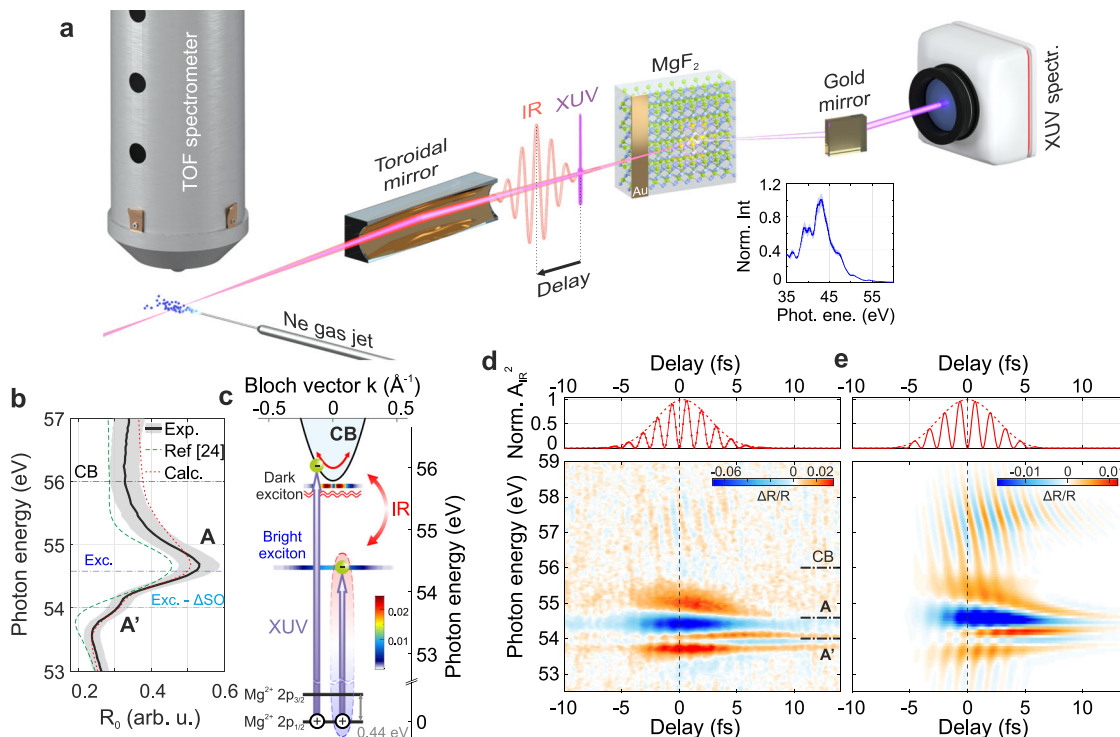 a
TOF spectrometer
Toroidal
mirror
IR
XUV
Delay
MgF₂
Au
Gold
mirror
XUV spectr.
Ne gas jet
Norm. Int
1.2
0.8
0.4
0
35 45 55
Phot. ene. (eV)
b
Photon energy (eV)
57
56
55
54
53
Exp.
Ref [24]
Calc.
CB
A
Exc.
Exc. - ΔSO
A'
0.2 0.4 0.6
R₀ (arb. u.)
c
Bloch vector k (Å⁻¹)
−0.5 0 0.5
CB
Dark
exciton
IR
Bright
exciton
0.02
0.01
XUV
Mg²⁺ 2p₃/₂
Mg²⁺ 2p₁/₂
0.44 eV
56
55
54
53
0
Photon energy (eV)
d
Delay (fs)
−10 −5 0 5 10
Norm. A_IR²
1
0.5
0
−0.06 0 0.02
ΔR/R
Photon energy (eV)
59
58
57
56
55
54
53
CB
A
A'
−10 −5 0 5 10
Delay (fs)
e
Delay (fs)
−10 −5 0 5 10
−0.01 0 0.01
ΔR/R
−10 −5 0 5 10
Delay (fs)